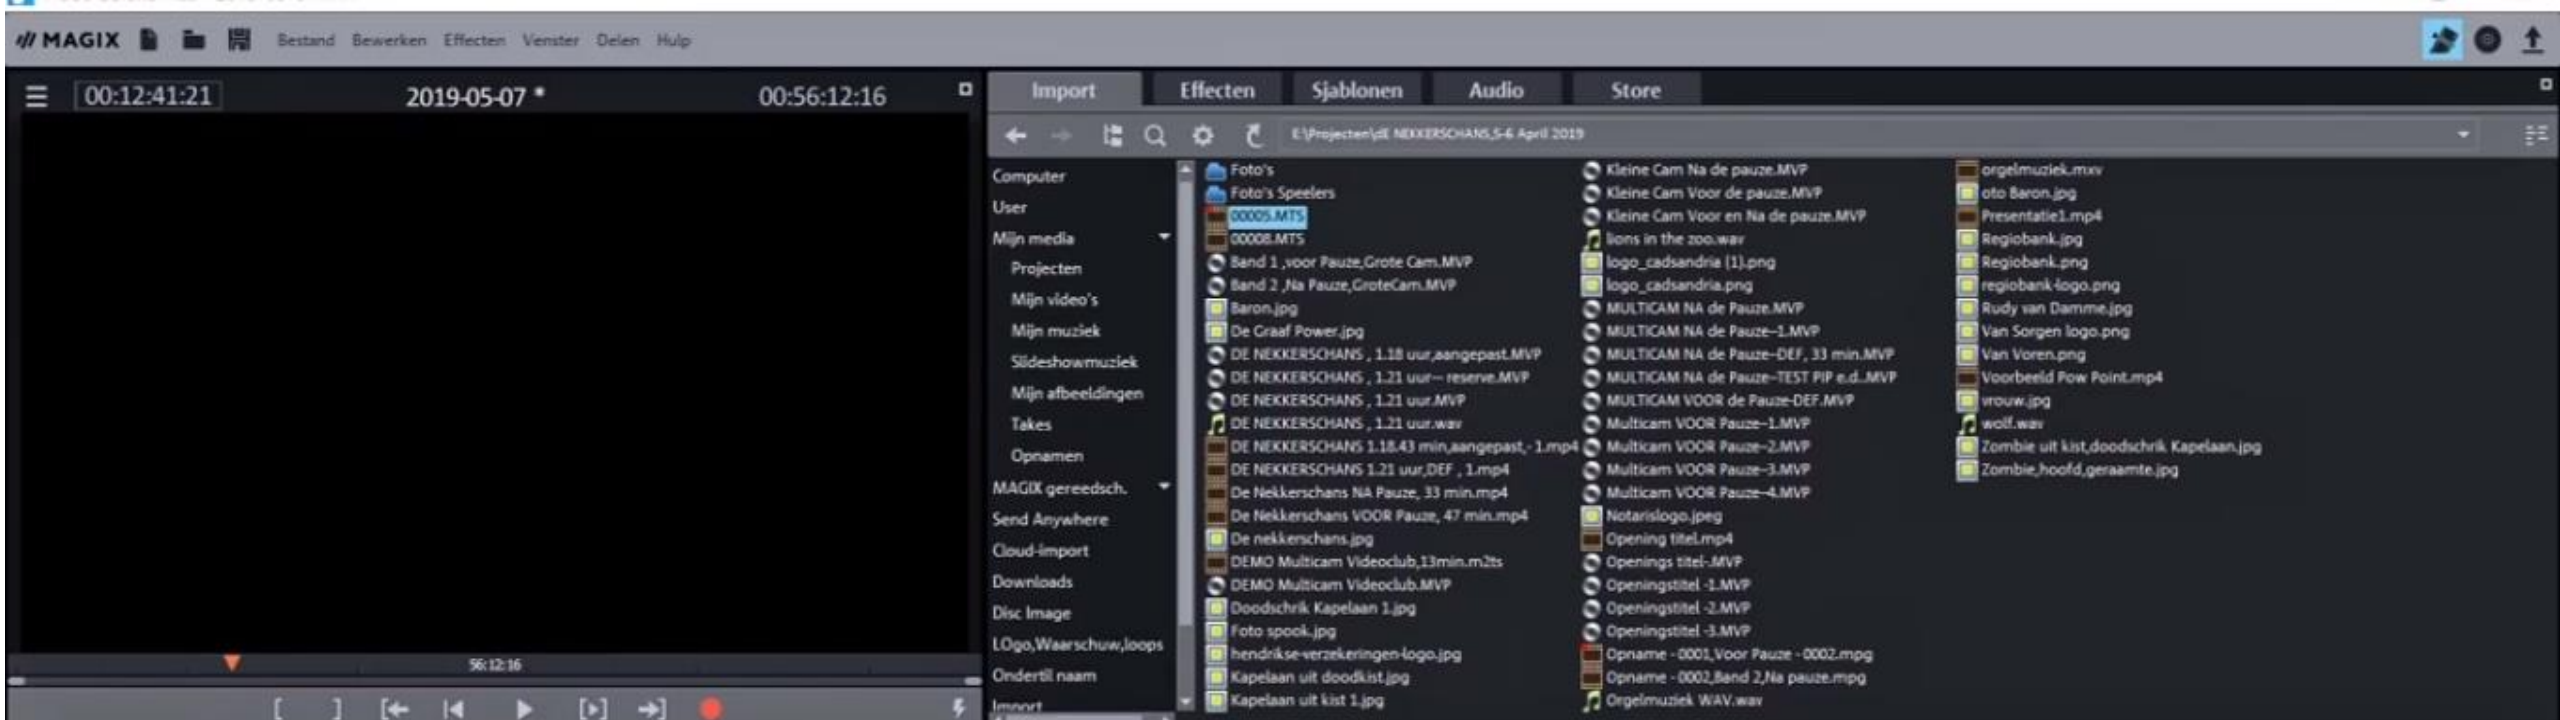 MAGIX Bestand Bewerken Effecten Venster Delen Hulp
00:12:41:21 2019-05-07 * 00:56:12:16
56:12:16
Import Effecten Sjablonen Audio Store
E:\Projecten\dE NEKKERSCHANS,5-6 April 2019
Computer
User
Mijn media
Projecten
Mijn video's
Mijn muziek
Slideshowmuziek
Mijn afbeeldingen
Takes
Opnamen
MAGIX gereedsch.
Send Anywhere
Cloud-import
Downloads
Disc Image
LOgo,Waarschuw,loops
Ondertil naam
Import
Foto's
Foto's Speelers
00005.MTS
00008.MTS
Band 1 ,voor Pauze,Grote Cam.MVP
Band 2 ,Na Pauze,GroteCam.MVP
Baron.jpg
De Graaf Power.jpg
DE NEKKERSCHANS , 1.18 uur,aangepast.MVP
DE NEKKERSCHANS , 1.21 uur-- reserve.MVP
DE NEKKERSCHANS , 1.21 uur.MVP
DE NEKKERSCHANS , 1.21 uur.wav
DE NEKKERSCHANS 1.18.43 min,aangepast,- 1.mp4
DE NEKKERSCHANS 1.21 uur,DEF , 1.mp4
De Nekkerschans NA Pauze, 33 min.mp4
De Nekkerschans VOOR Pauze, 47 min.mp4
De nekkerschans.jpg
DEMO Multicam Videoclub,13min.m2ts
DEMO Multicam Videoclub.MVP
Doodschrik Kapelaan 1.jpg
Foto spook.jpg
hendrikse-verzekeringen-logo.jpg
Kapelaan uit doodkist.jpg
Kapelaan uit kist 1.jpg
Kleine Cam Na de pauze.MVP
Kleine Cam Voor de pauze.MVP
Kleine Cam Voor en Na de pauze.MVP
lions in the zoo.wav
logo_cadsandria (1).png
logo_cadsandria.png
MULTICAM NA de Pauze.MVP
MULTICAM NA de Pauze--1.MVP
MULTICAM NA de Pauze--DEF, 33 min.MVP
MULTICAM NA de Pauze--TEST PIP e.d..MVP
MULTICAM VOOR de Pauze-DEF.MVP
Multicam VOOR Pauze--1.MVP
Multicam VOOR Pauze--2.MVP
Multicam VOOR Pauze--3.MVP
Multicam VOOR Pauze--4.MVP
Notarislogo.jpeg
Opening titel.mp4
Openings titel-.MVP
Openingstitel -1.MVP
Openingstitel -2.MVP
Openingstitel -3.MVP
Opname - 0001,Voor Pauze - 0002.mpg
Opname - 0002,Band 2,Na pauze.mpg
Orgelmuziek WAV.wav
orgelmuziek.mxv
oto Baron.jpg
Presentatie1.mp4
Regiobank.jpg
Regiobank.png
regiobank-logo.png
Rudy van Damme.jpg
Van Sorgen logo.png
Van Voren.png
Voorbeeld Pow Point.mp4
vrouw.jpg
wolf.wav
Zombie uit kist,doodschrik Kapelaan.jpg
Zombie,hoofd,geraamte.jpg